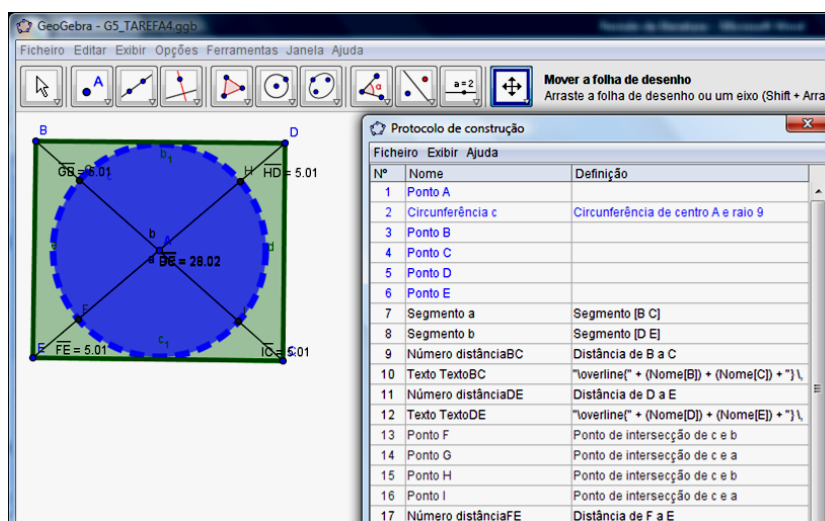 GeoGebra - G5_TAREFA4.ggb
Ficheiro Editar Exibir Opções Ferramentas Janela Ajuda
A
α
a=2
Mover a folha de desenho
Arraste a folha de desenho ou um eixo (Shift + Arra
Protocolo de construção
Ficheiro Exibir Ajuda
Nº Nome Definição
1 Ponto A
2 Circunferência c Circunferência de centro A e raio 9
3 Ponto B
4 Ponto C
5 Ponto D
6 Ponto E
7 Segmento a Segmento [B C]
8 Segmento b Segmento [D E]
9 Número distânciaBC Distância de B a C
10 Texto TextoBC "\overline{" + (Nome[B]) + (Nome[C]) + "} \,
11 Número distânciaDE Distância de D a E
12 Texto TextoDE "\overline{" + (Nome[D]) + (Nome[E]) + "} \,
13 Ponto F Ponto de intersecção de c e b
14 Ponto G Ponto de intersecção de c e a
15 Ponto H Ponto de intersecção de c e b
16 Ponto I Ponto de intersecção de c e a
17 Número distânciaFE Distância de F a E
B
D
b₁
GB = 5.01
H
HD = 5.01
b
A
d
a
= 28.02
F
E
FE = 5.01
c₁
IC = 5.01